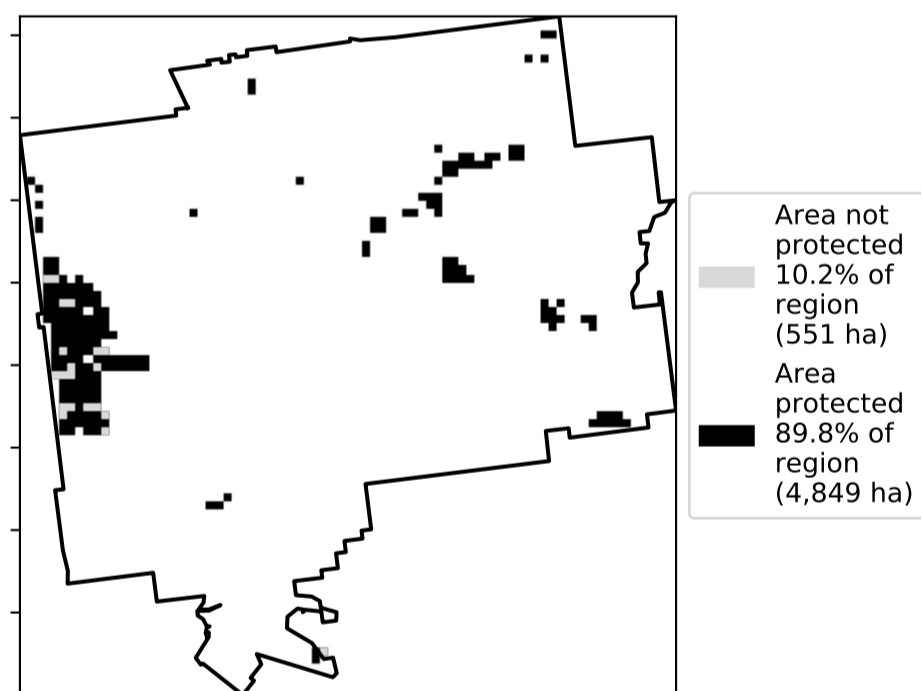 Area not
protected
10.2% of
region
(551 ha)
Area
protected
89.8% of
region
(4,849 ha)